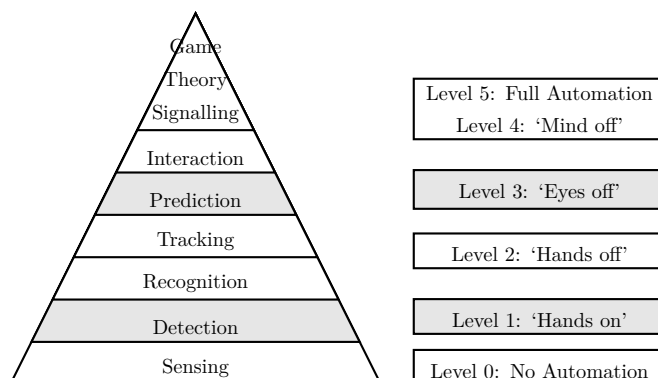 Game
Theory
Signalling
Interaction
Prediction
Tracking
Recognition
Detection
Sensing
Level 5: Full Automation
Level 4: ‘Mind off’
Level 3: ‘Eyes off’
Level 2: ‘Hands off’
Level 1: ‘Hands on’
Level 0: No Automation